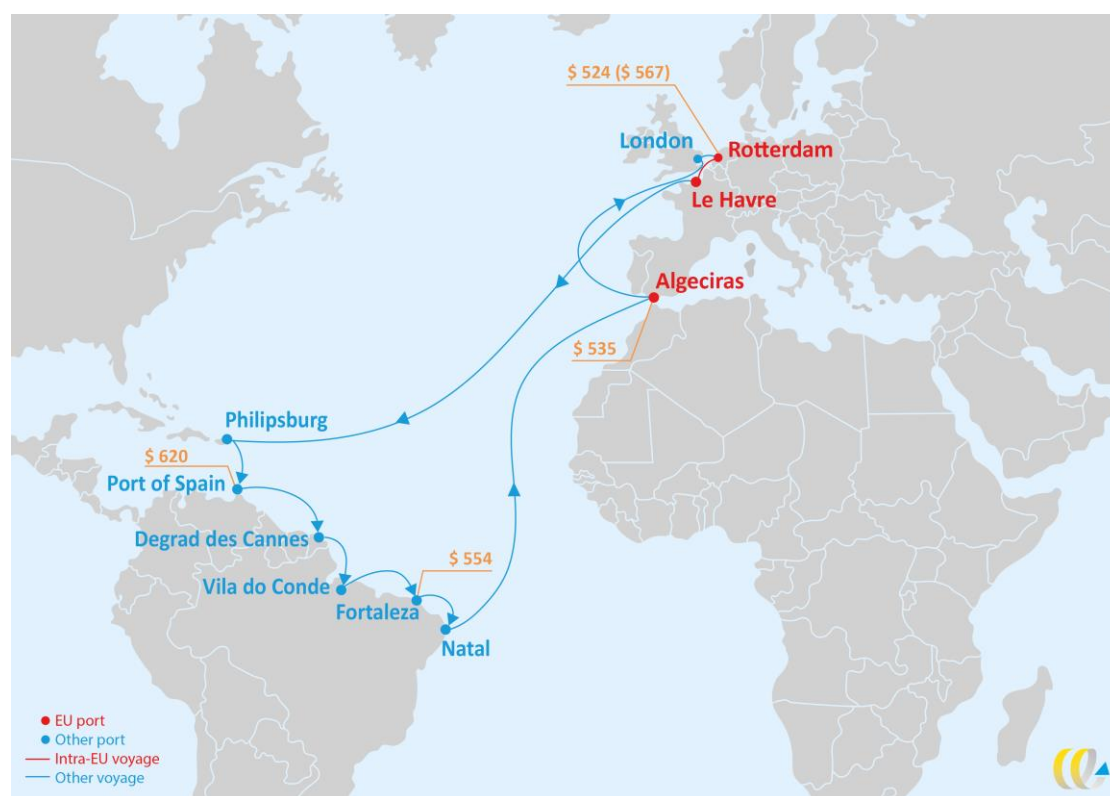 $ 524 ($ 567)
London
Rotterdam
Le Havre
Algeciras
$ 535
Philipsburg
$ 620
Port of Spain
Degrad des Cannes
$ 554
Vila do Conde
Fortaleza
Natal
EU port
Other port
Intra-EU voyage
Other voyage